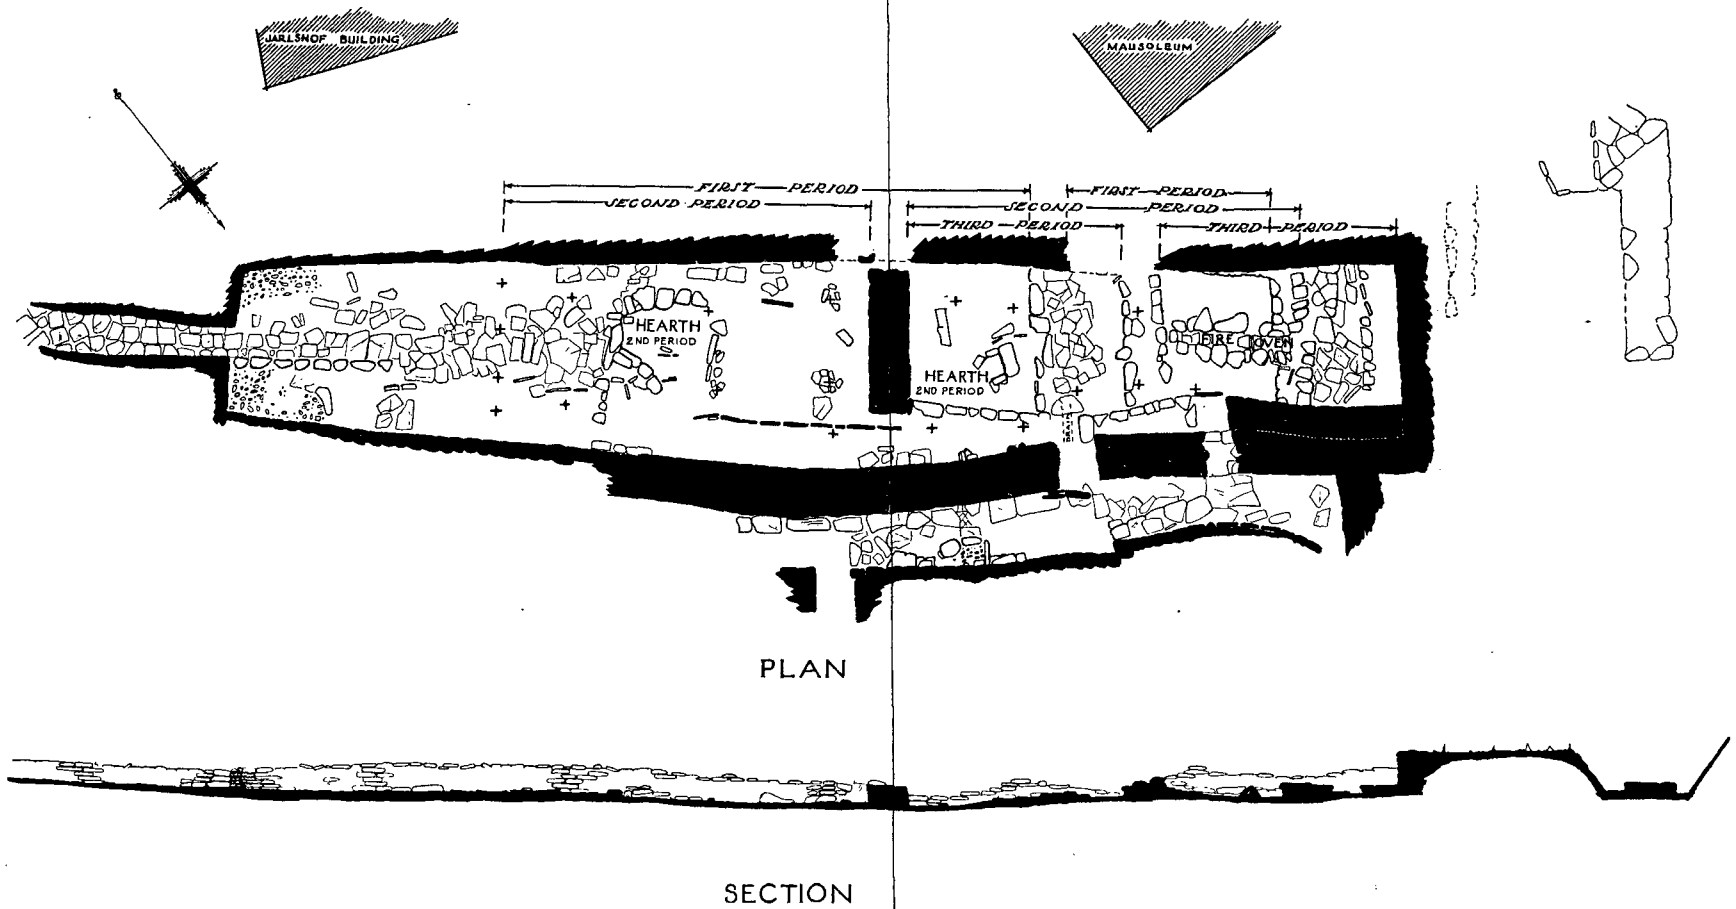 JARLSHOF BUILDING
MAUSOLEUM
FIRST PERIOD
FIRST PERIOD
SECOND PERIOD
SECOND PERIOD
THIRD PERIOD
THIRD PERIOD
HEARTH
2ND PERIOD
FIRE
OVEN
HEARTH
2ND PERIOD
DRAIN
PLAN
SECTION